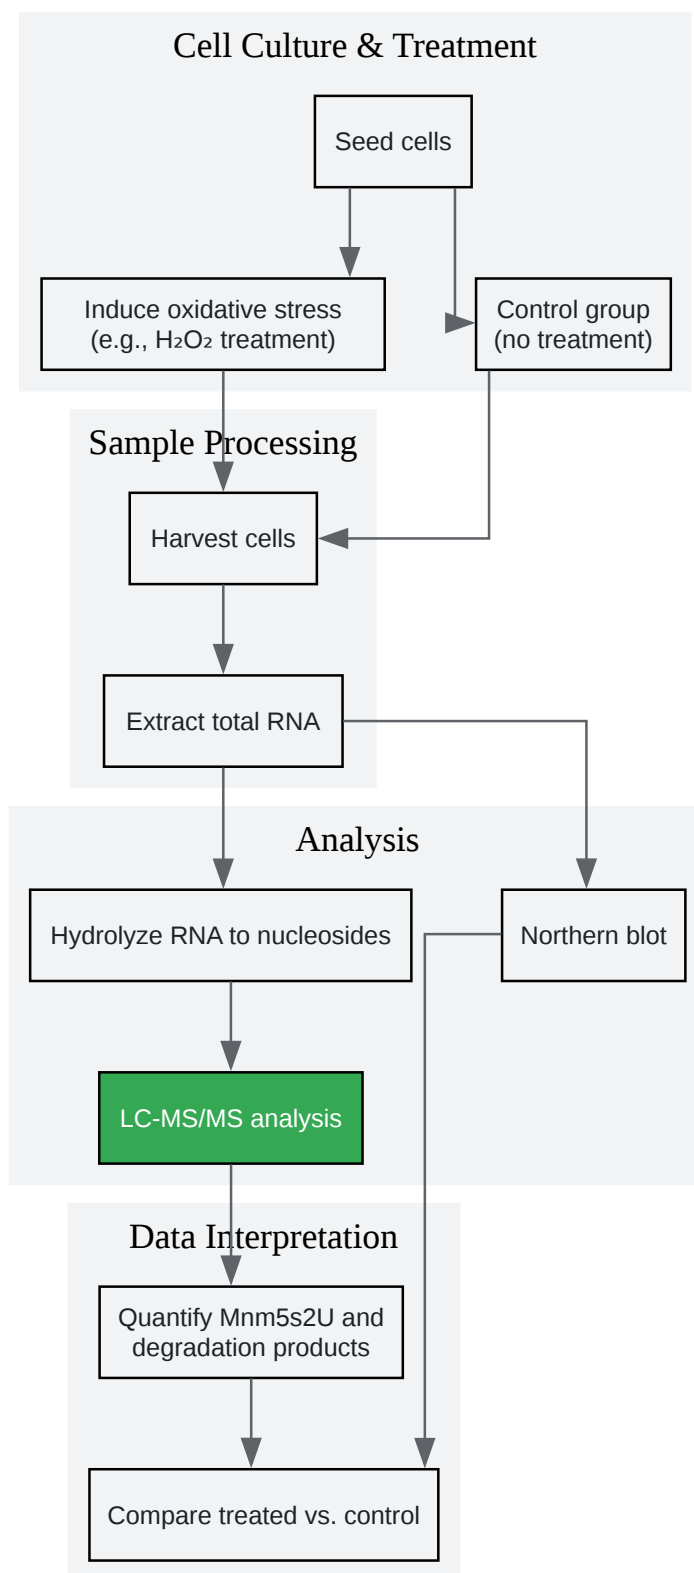 Cell Culture & Treatment
Seed cells
Induce oxidative stress
(e.g., H₂O₂ treatment)
Control group
(no treatment)
Sample Processing
Harvest cells
Extract total RNA
Analysis
Hydrolyze RNA to nucleosides
Northern blot
LC-MS/MS analysis
Data Interpretation
Quantify Mnm5s2U and
degradation products
Compare treated vs. control